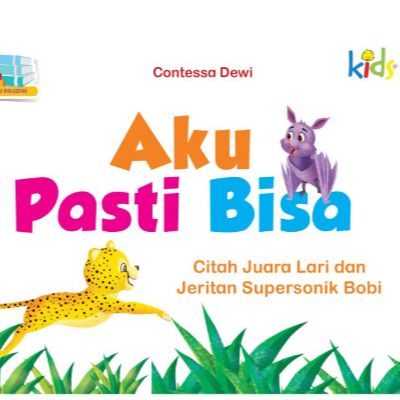 Contessa Dewi
kids
Aku
Pasti Bisa
Citah Juara Lari dan
Jeritan Supersonik Bobi